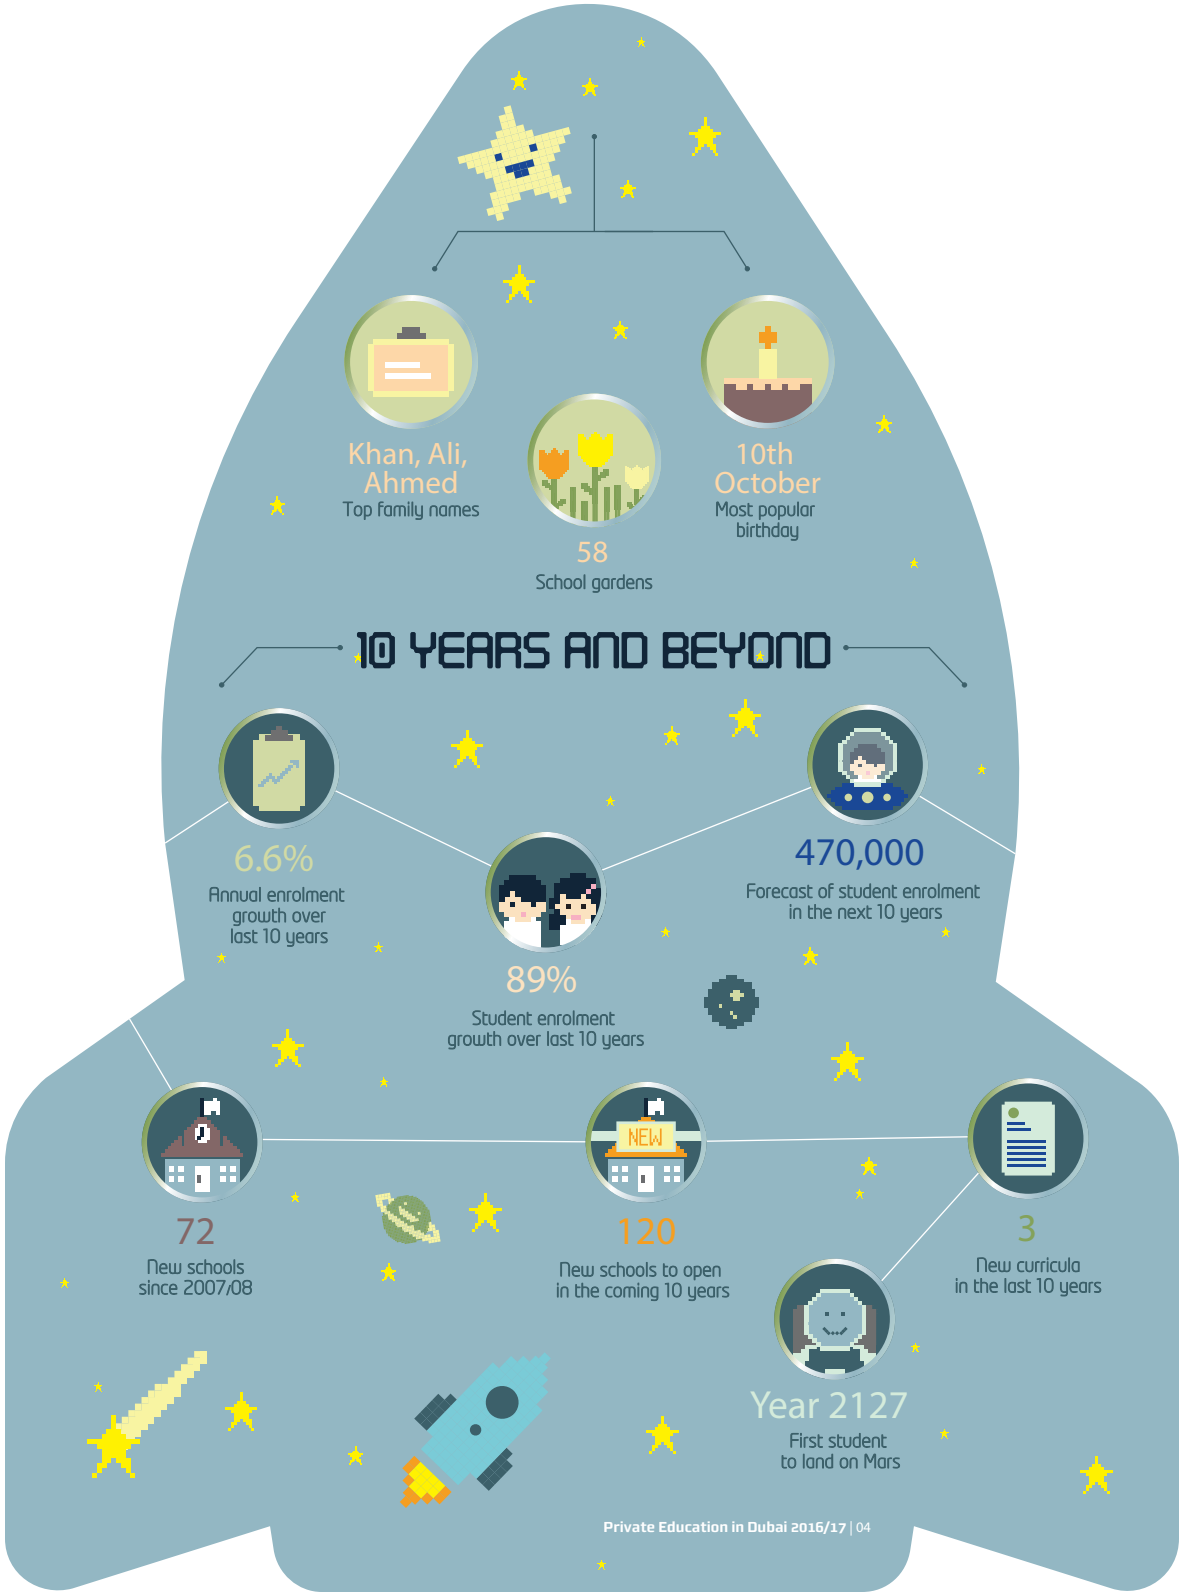 Khan, Ali,
Ahmed
Top family names
10th
October
Most popular
birthday
58
School gardens
10 YEARS AND BEYOND
6.6%
Annual enrolment
growth over
last 10 years
470,000
Forecast of student enrolment
in the next 10 years
89%
Student enrolment
growth over last 10 years
72
New schools
since 2007/08
NEW
120
New schools to open
in the coming 10 years
3
New curricula
in the last 10 years
Year 2127
First student
to land on Mars
Private Education in Dubai 2016/17 | 04